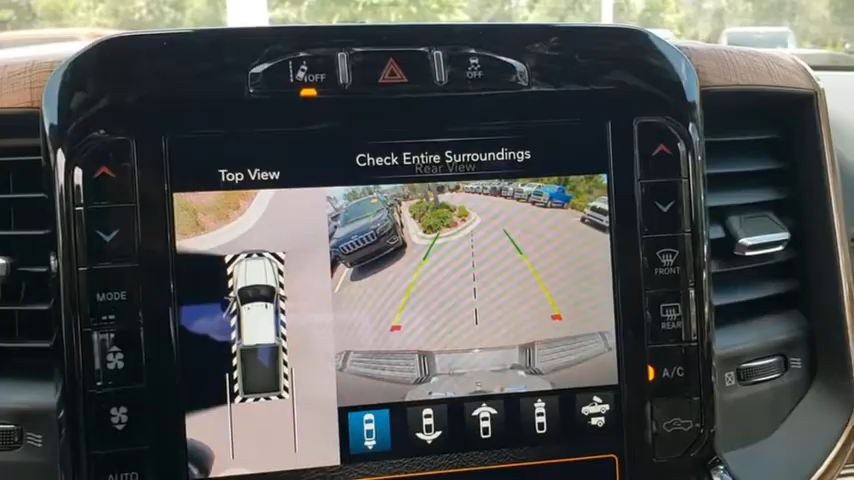 OFF
OFF
Check Entire Surroundings
Rear View
Top View
MODE
FRONT
REAR
A/C
AUTO